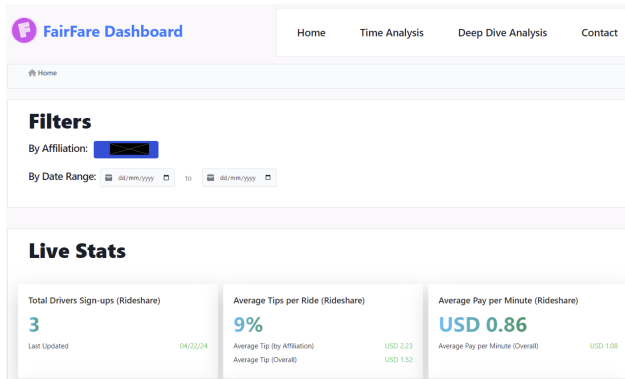 F FairFare Dashboard
Home Time Analysis Deep Dive Analysis Contact
Home
Filters
By Affiliation:
By Date Range: dd/mm/yyyy to dd/mm/yyyy
Live Stats
Total Drivers Sign-ups (Rideshare)
3
Last Updated 04/22/24
Average Tips per Ride (Rideshare)
9%
Average Tip (by Affiliation) USD 2.23
Average Tip (Overall) USD 1.52
Average Pay per Minute (Rideshare)
USD 0.86
Average Pay per Minute (Overall) USD 1.08